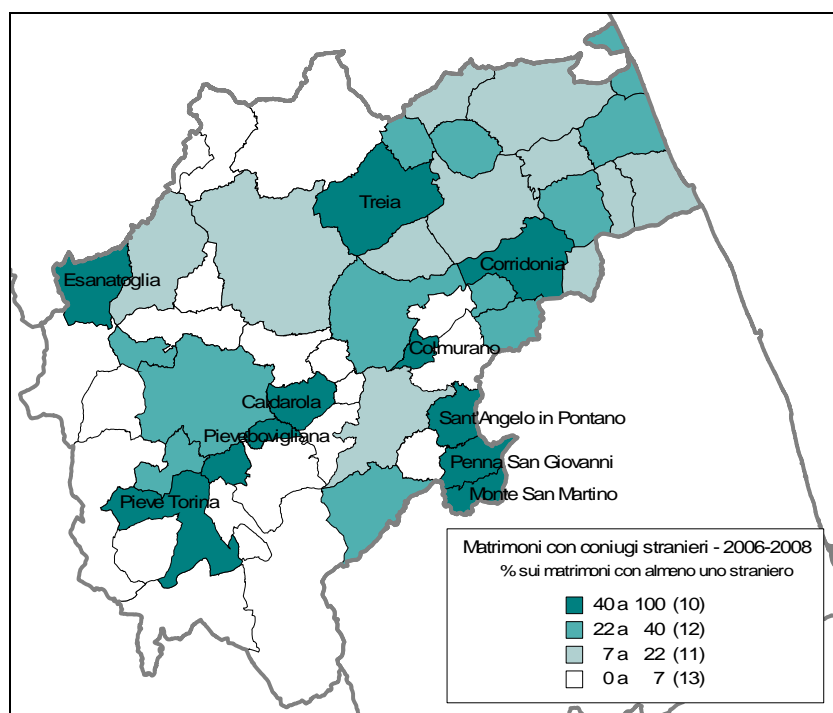 Treia
Esanatoglia
Corridonia
Colmurano
Caldarola
Sant'Angelo in Pontano
Pievebovigliana
Penna San Giovanni
Pieve Torina
Monte San Martino
Matrimoni con coniugi stranieri - 2006-2008
% sui matrimoni con almeno uno straniero
40 a 100 (10)
22 a 40 (12)
7 a 22 (11)
0 a 7 (13)